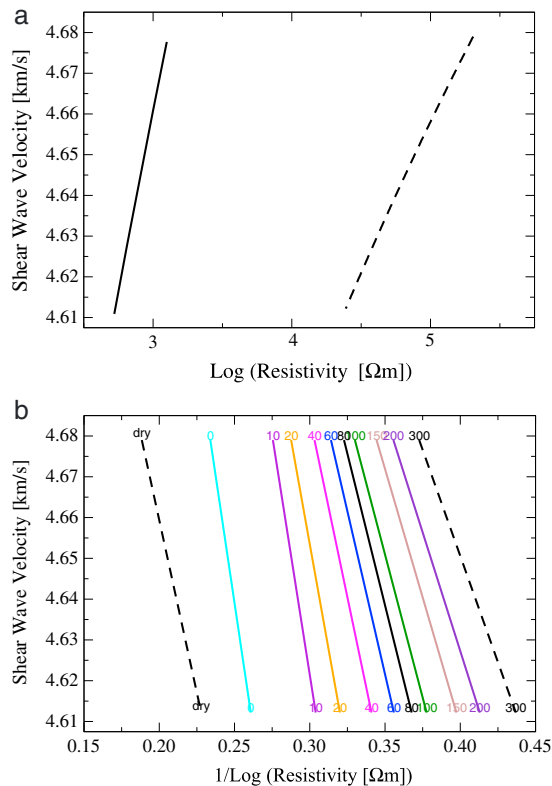 a
4.68
4.67
4.66
4.65
4.64
4.63
4.62
4.61
Shear Wave Velocity [km/s]
3 4 5
Log (Resistivity [Ωm])
b
4.68
4.67
4.66
4.65
4.64
4.63
4.62
4.61
Shear Wave Velocity [km/s]
dry 0 10 20 40 60 80 100 150 200 300
dry 0 10 20 40 60 80 100 150 200 300
0.15 0.20 0.25 0.30 0.35 0.40 0.45
1/Log (Resistivity [Ωm])